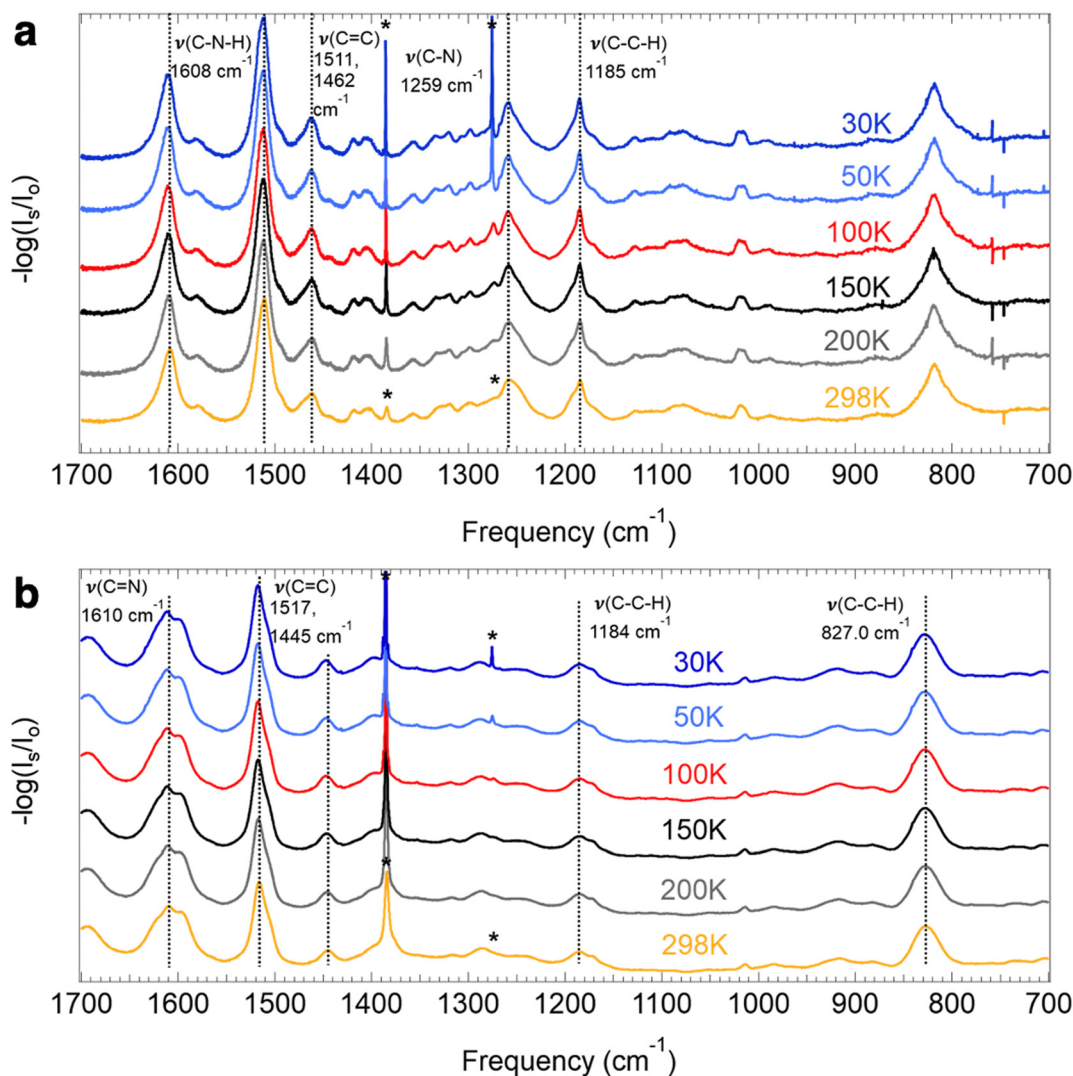 a
*
*
ν(C-N-H)
1608 cm-1
ν(C=C)
1511,
1462
cm-1
ν(C-N)
1259 cm-1
ν(C-C-H)
1185 cm-1
30K
50K
100K
150K
200K
298K
*
*
-log(Is/Io)
1700 1600 1500 1400 1300 1200 1100 1000 900 800 700
Frequency (cm-1)
b
*
*
ν(C=N)
1610 cm-1
ν(C=C)
1517,
1445 cm-1
ν(C-C-H)
1184 cm-1
ν(C-C-H)
827.0 cm-1
30K
50K
100K
150K
200K
298K
*
*
-log(Is/Io)
1700 1600 1500 1400 1300 1200 1100 1000 900 800 700
Frequency (cm-1)